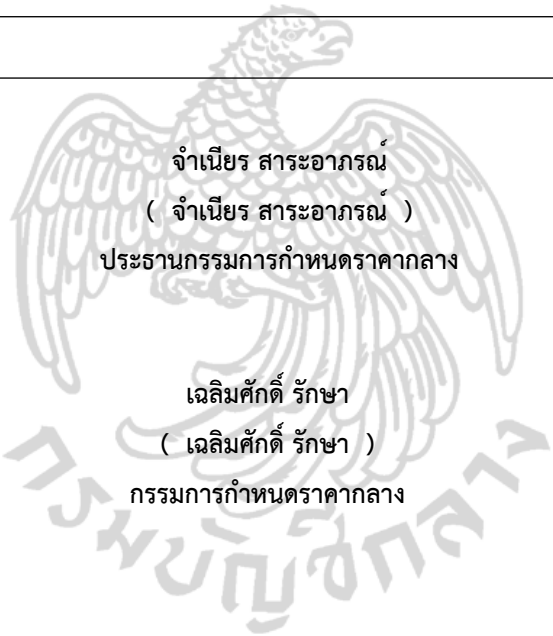 จำเนียร สาระอาภรณ์
( จำเนียร สาระอาภรณ์ )
ประธานกรรมการกำหนดราคากลาง
เฉลิมศักดิ์ รักษา
( เฉลิมศักดิ์ รักษา )
กรรมการกำหนดราคากลาง
กรมบัญชีกลาง